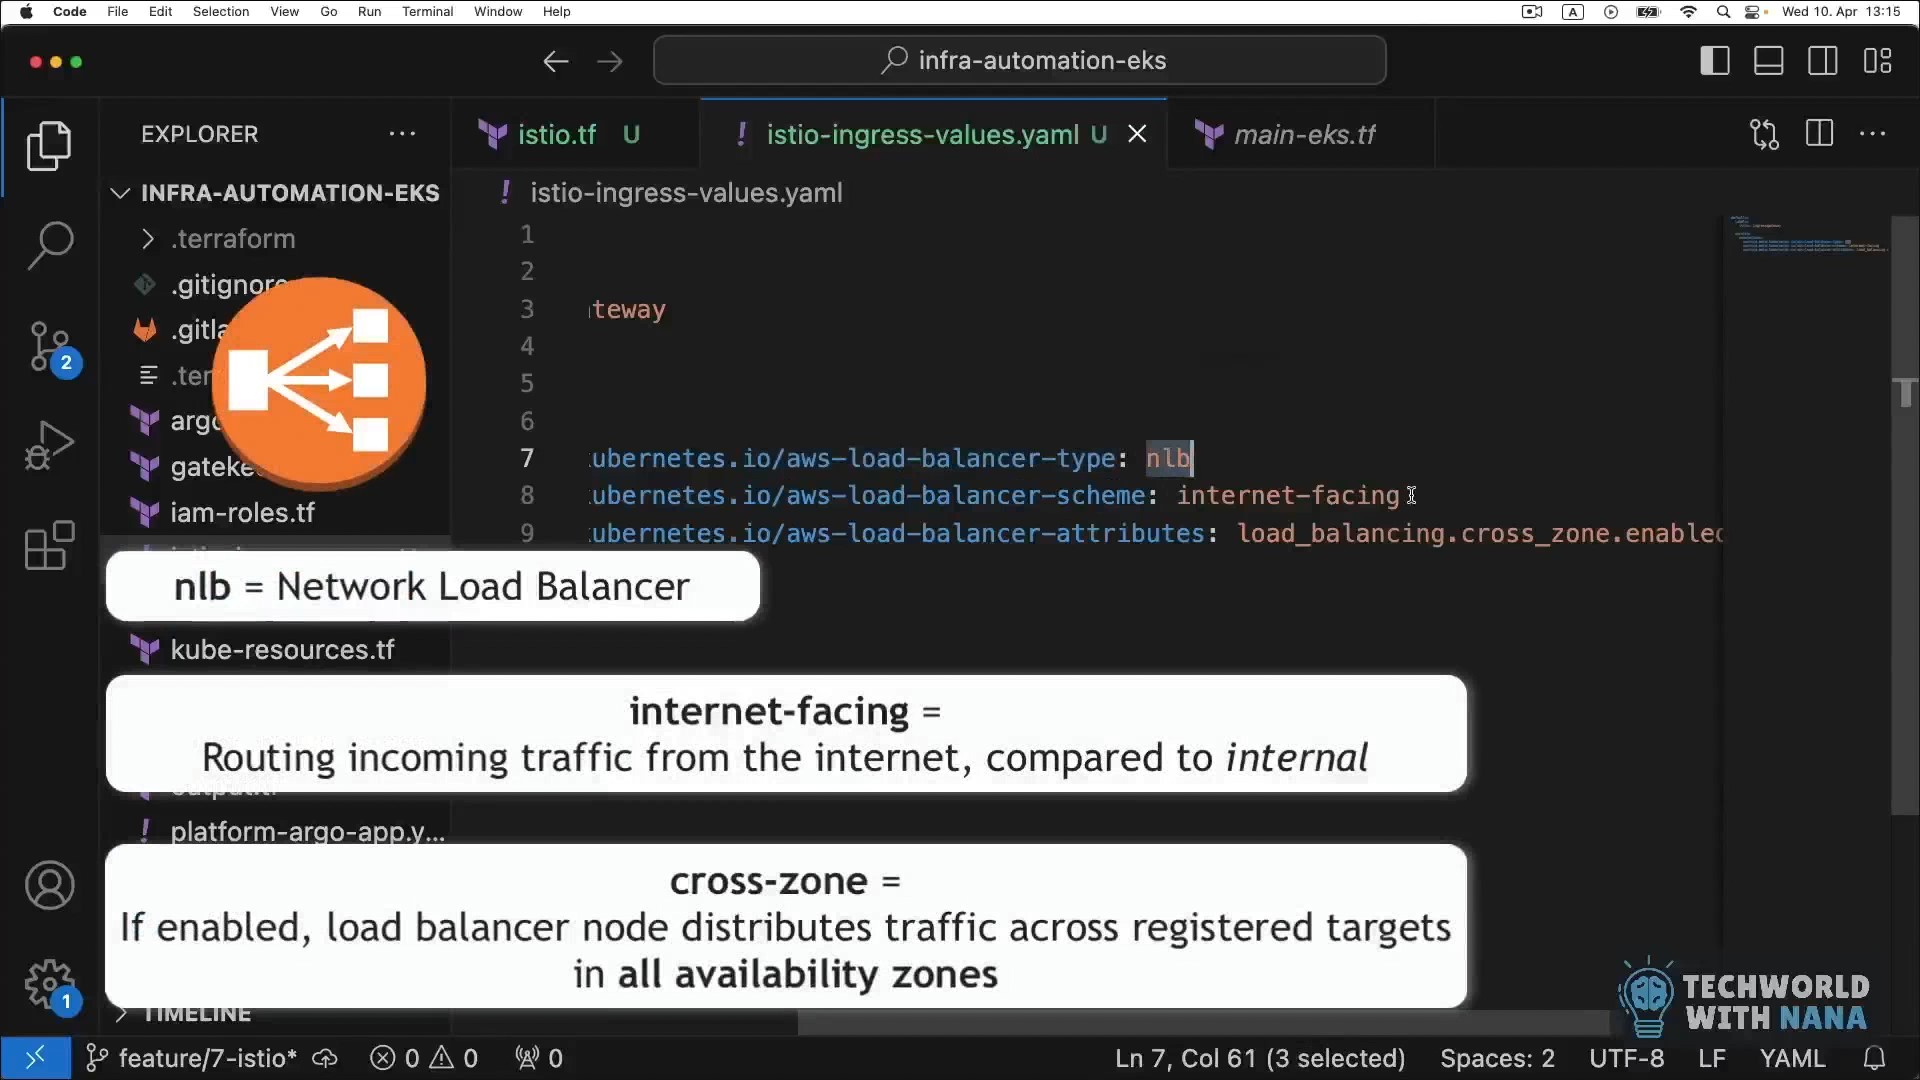 Code File Edit Selection View Go Run Terminal Window Help A Wed 10. Apr 13:15
infra-automation-eks
EXPLORER
istio.tf U
! istio-ingress-values.yaml U
main-eks.tf
INFRA-AUTOMATION-EKS
! istio-ingress-values.yaml
.terraform
.gitignore
.gitla
.ter
argo
gateke
iam-roles.tf
1
2
3 teway
4
5
6
7 ubernetes.io/aws-load-balancer-type: nlb
8 ubernetes.io/aws-load-balancer-scheme: internet-facing
9 ubernetes.io/aws-load-balancer-attributes: load_balancing.cross_zone.enabled
nlb = Network Load Balancer
kube-resources.tf
internet-facing =
Routing incoming traffic from the internet, compared to internal
! platform-argo-app.y...
cross-zone =
If enabled, load balancer node distributes traffic across registered targets
in all availability zones
TIMELINE
2
1
TECHWORLD
WITH NANA
feature/7-istio* 0 0 0 Ln 7, Col 61 (3 selected) Spaces: 2 UTF-8 LF YAML